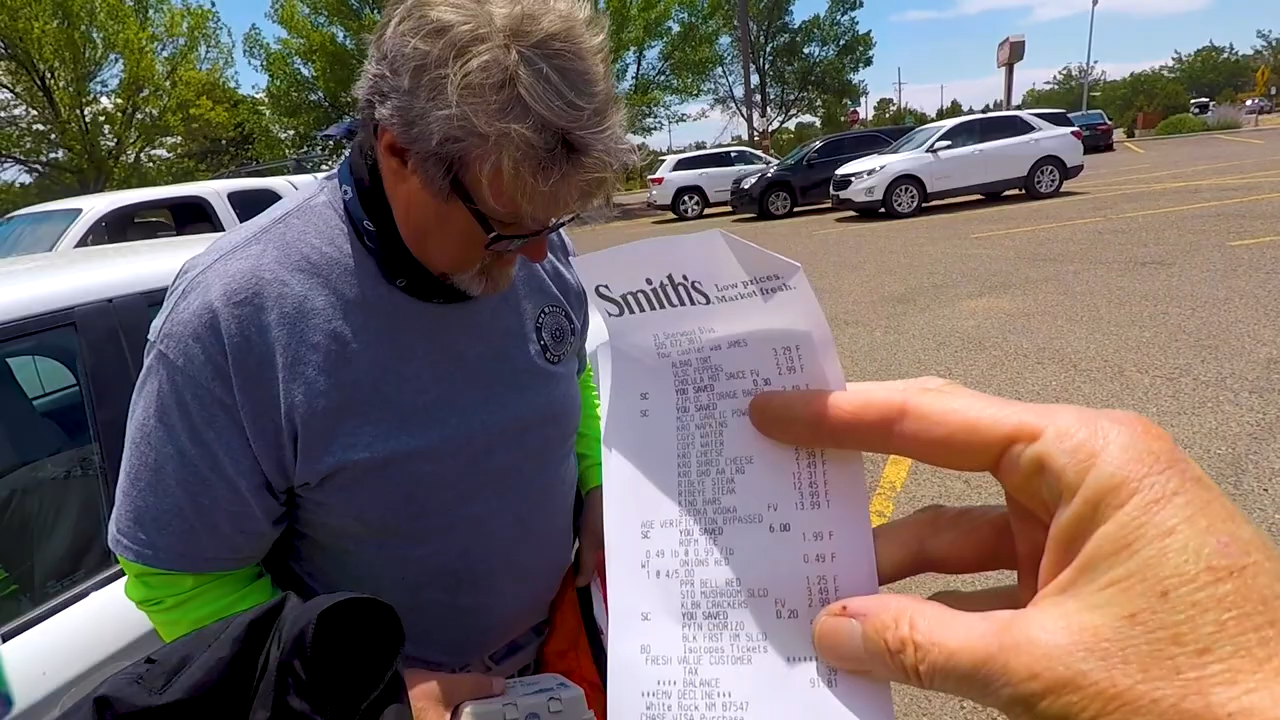 Smith's
Low prices.
Market fresh.
Sherwood Blvd.
Your cashier was JAMES
ALBAQ TORT 3.29 F
VLSC PEPPERS 2.19 F
CHOLULA HOT SAUCE FV 2.99 F
SC YOU SAVED 0.30
ZIPLOC STORAGE
SC YOU SAVED
MCCO GARLIC
KRO NAPKINS
CGYS WATER
CGYS WATER
KRO CHEESE 2.39 F
KRO SHRED CHEESE 1.49 F
KRO GRD AA LRG
RIBEYE STEAK 12.31 F
RIBEYE STEAK 12.45 F
KIND BARS 3.99 F
SVEDKA VODKA FV 13.99 T
AGE VERIFICATION BYPASSED
SC YOU SAVED 6.00
ROFM ICE 1.99 F
0.49 lb @ 0.99 /lb
WT ONIONS RED 0.49 F
1 @ 4/5.00
PPR BELL RED 1.25 F
STO MUSHROOM SLCD 3.49 F
KLBR CRACKERS FV
SC YOU SAVED 0.20
PYTN CHORIZO
BLK FRST HM SLCD
BO Isotopes Tickets
FRESH VALUE CUSTOMER
TAX
**** BALANCE 91.81
***EMV DECLINE***
White Rock NM 87547
CHASE VISA Purchase